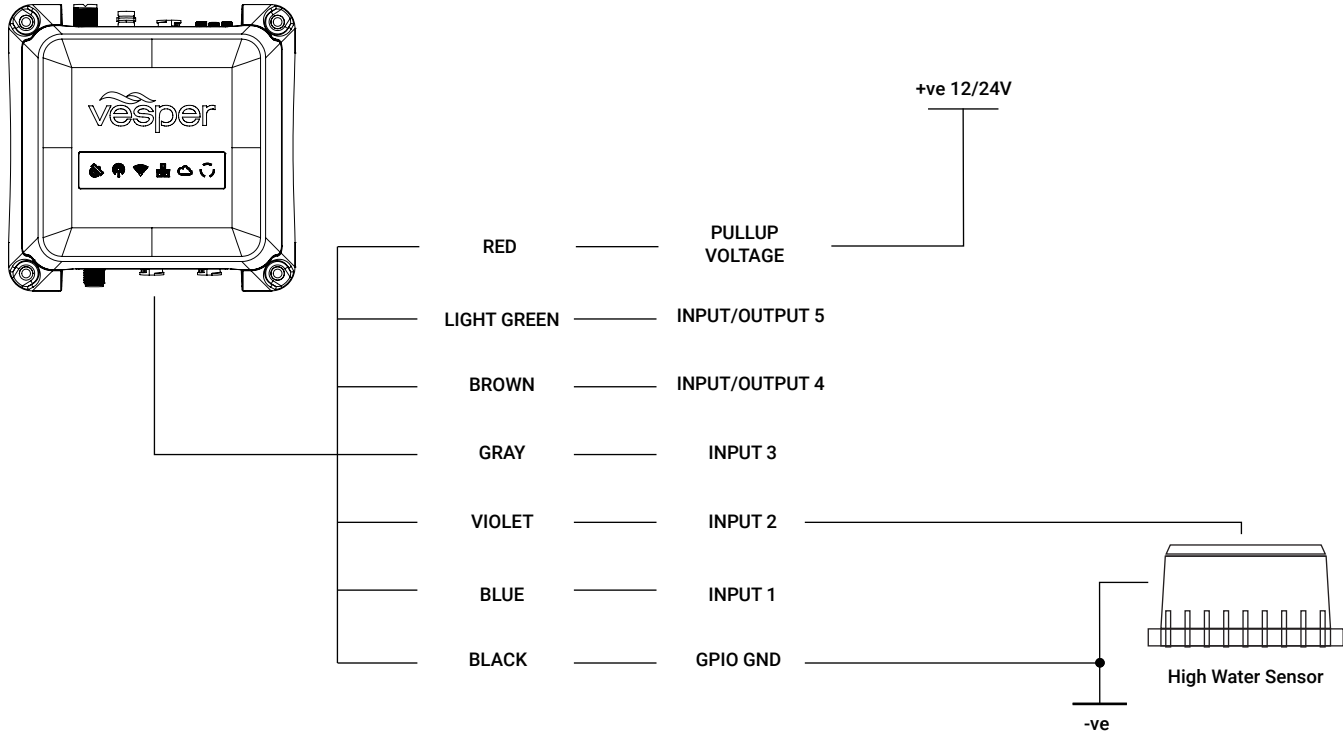 vesper
+ve 12/24V
RED
PULLUP
VOLTAGE
LIGHT GREEN
INPUT/OUTPUT 5
BROWN
INPUT/OUTPUT 4
GRAY
INPUT 3
VIOLET
INPUT 2
BLUE
INPUT 1
BLACK
GPIO GND
High Water Sensor
-ve